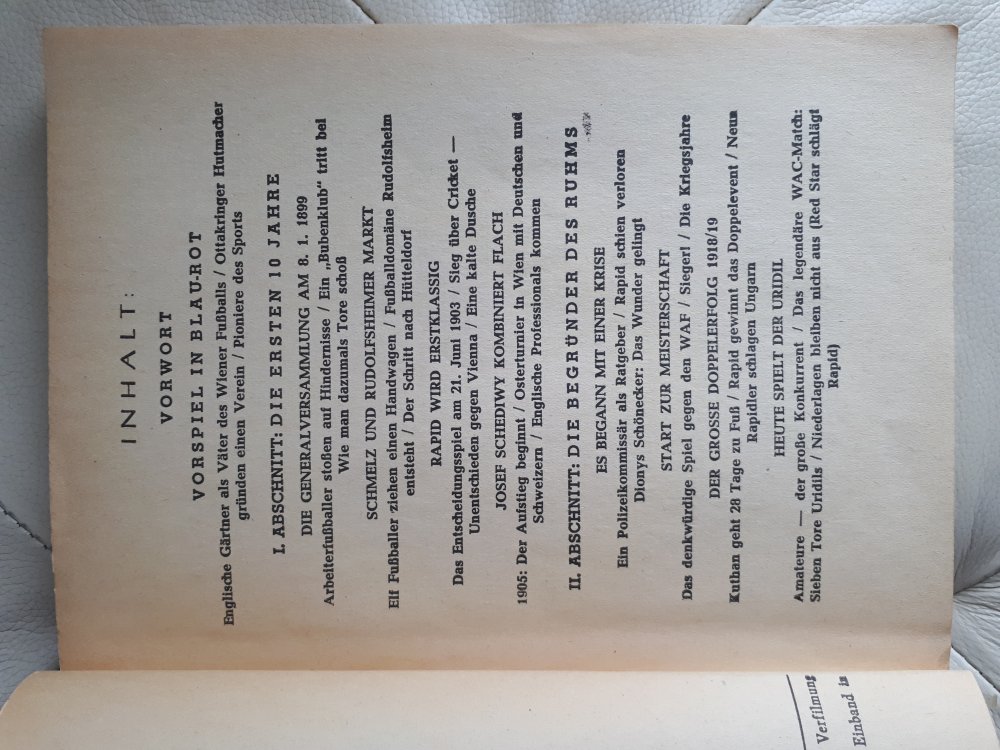 INHALT:
VORWORT
VORSPIEL IN BLAU-ROT
Englische Gärtner als Väter des Wiener Fußballs / Ottakringer Hutmacher
gründen einen Verein / Pioniere des Sports
I. ABSCHNITT: DIE ERSTEN 10 JAHRE
DIE GENERALVERSAMMLUNG AM 8. 1. 1899
Arbeiterfußballer stoßen auf Hindernisse / Ein „Bubenklub" tritt bei
Wie man dazumals Tore schoß
SCHMELZ UND RUDOLFSHEIMER MARKT
Elf Fußballer ziehen einen Handwagen / Fußballdomäne Rudolfsheim
entsteht / Der Schritt nach Hütteldorf
RAPID WIRD ERSTKLASSIG
Das Entscheidungsspiel am 21. Juni 1903 / Sieg über Cricket —
Unentschieden gegen Vienna / Eine kalte Dusche
JOSEF SCHEDIWY KOMBINIERT FLACH
1905: Der Aufstieg beginnt / Osterturnier in Wien mit Deutschen und
Schweizern / Englische Professionals kommen
II. ABSCHNITT: DIE BEGRÜNDER DES RUHMS
ES BEGANN MIT EINER KRISE
Ein Polizeikommissär als Ratgeber / Rapid schien verloren
Dionys Schönecker: Das Wunder gelingt
START ZUR MEISTERSCHAFT
Das denkwürdige Spiel gegen den WAF / Sieger! / Die Kriegsjahre
DER GROSSE DOPPELERFOLG 1918/19
Kuthan geht 28 Tage zu Fuß / Rapid gewinnt das Doppelevent / Neun
Rapidler schlagen Ungarn
HEUTE SPIELT DER URIDIL
Amateure — der große Konkurrent / Das legendäre WAC-Match:
Sieben Tore Uridils / Niederlagen bleiben nicht aus (Red Star schlägt
Rapid)
Verfilmung
Einband in